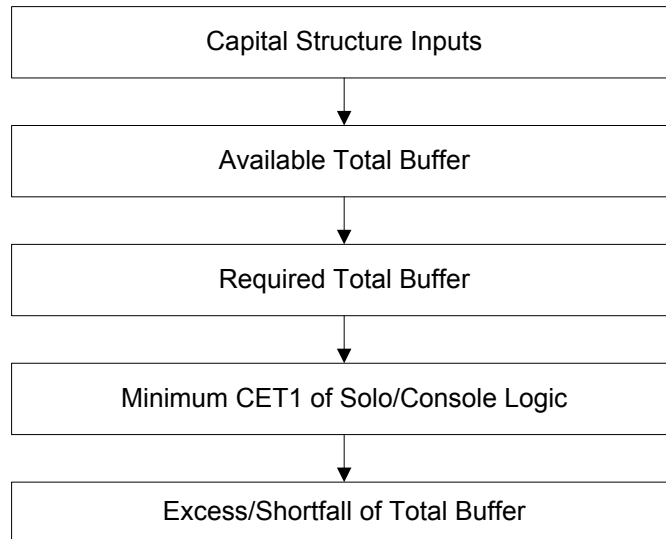 Capital Structure Inputs
Available Total Buffer
Required Total Buffer
Minimum CET1 of Solo/Console Logic
Excess/Shortfall of Total Buffer